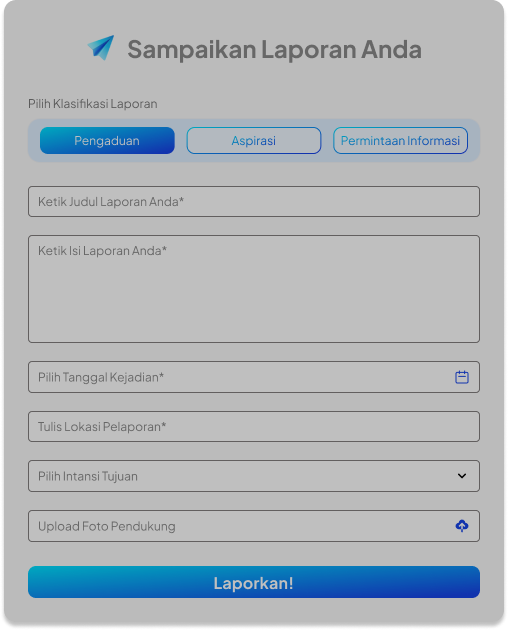 Sampaikan Laporan Anda
Pilih Klasifikasi Laporan
Pengaduan
Aspirasi
Permintaan Informasi
Ketik Judul Laporan Anda*
Ketik Isi Laporan Anda*
Pilih Tanggal Kejadian*
Tulis Lokasi Pelaporan*
Pilih Intansi Tujuan
Upload Foto Pendukung
Laporkan!